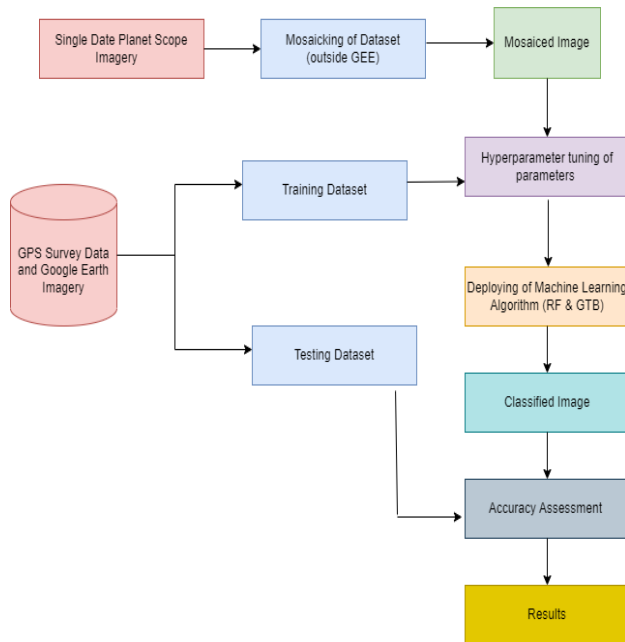 Single Date Planet Scope
Imagery
Mosaicking of Dataset
(outside GEE)
Mosaiced Image
Hyperparameter tuning of
parameters
Training Dataset
GPS Survey Data
and Google Earth
Imagery
Deploying of Machine Learning
Algorithm (RF & GTB)
Testing Dataset
Classified Image
Accuracy Assessment
Results